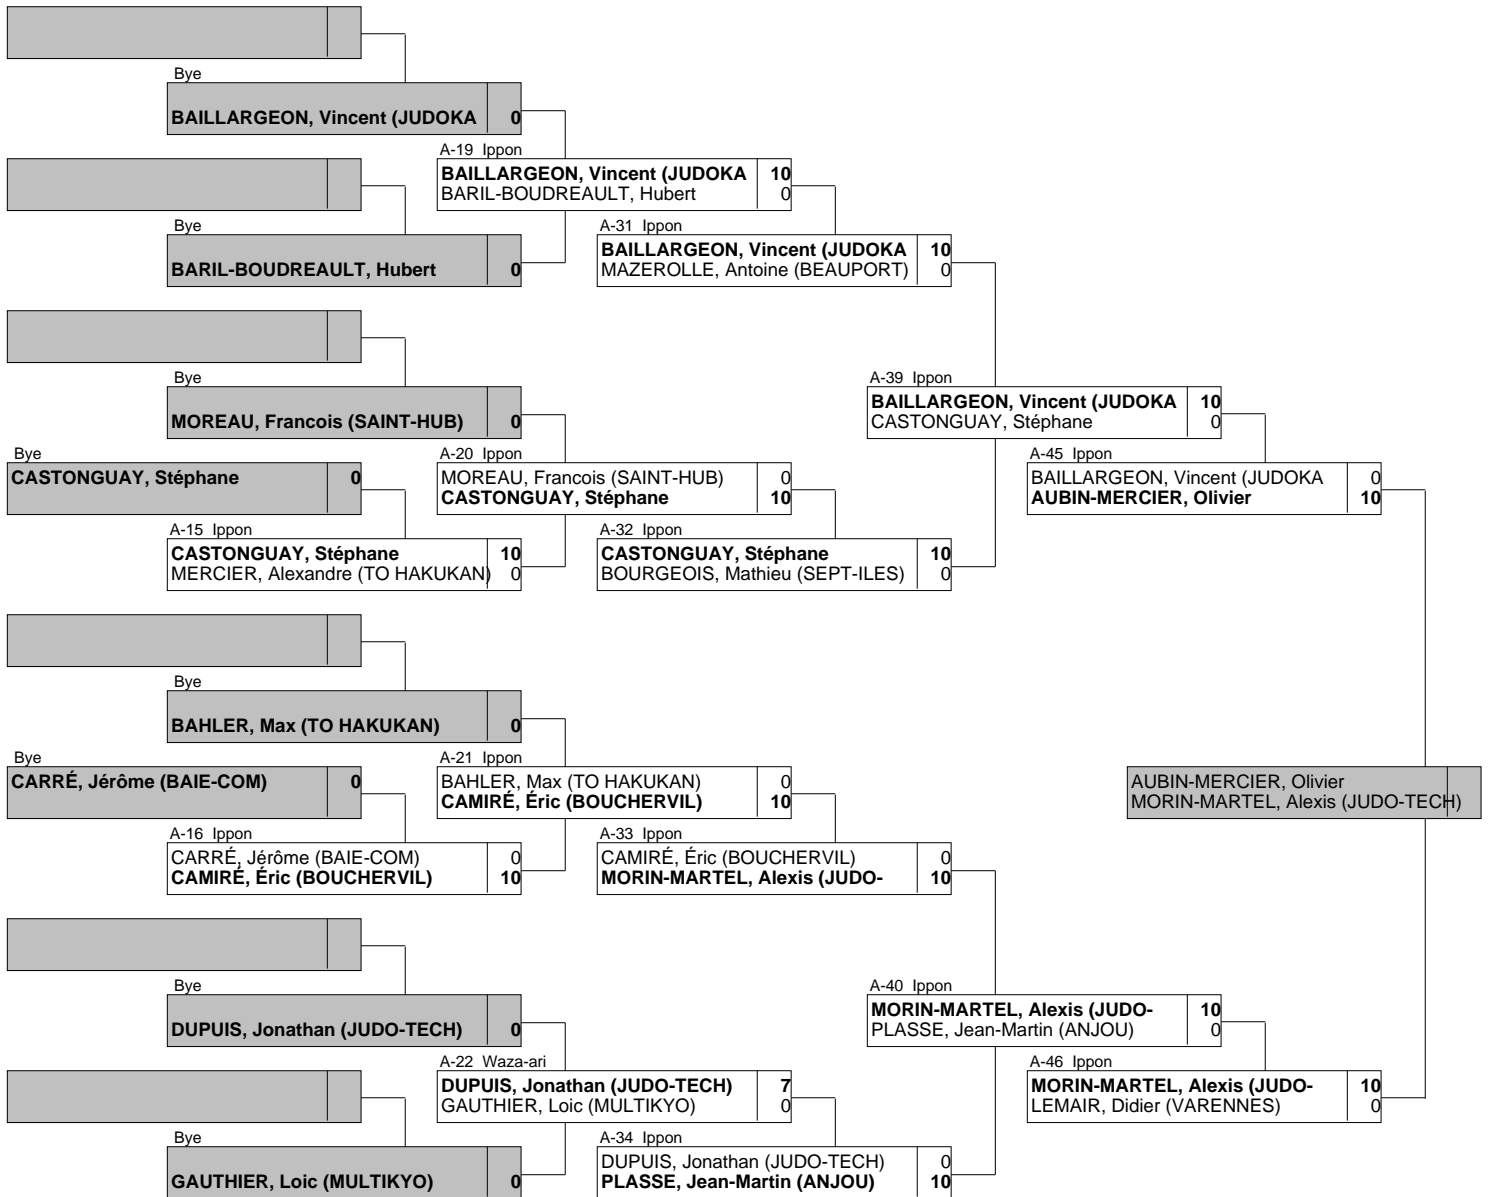 Bye
BAILLARGEON, Vincent (JUDOKA 0
A-19 Ippon
BAILLARGEON, Vincent (JUDOKA 10
BARIL-BOUDREAULT, Hubert 0
Bye
BARIL-BOUDREAULT, Hubert 0
A-31 Ippon
BAILLARGEON, Vincent (JUDOKA 10
MAZEROLLE, Antoine (BEAUPORT) 0
Bye
MOREAU, Francois (SAINT-HUB) 0
A-39 Ippon
BAILLARGEON, Vincent (JUDOKA 10
CASTONGUAY, Stéphane 0
Bye
CASTONGUAY, Stéphane 0
A-20 Ippon
MOREAU, Francois (SAINT-HUB) 0
CASTONGUAY, Stéphane 10
A-45 Ippon
BAILLARGEON, Vincent (JUDOKA 0
AUBIN-MERCIER, Olivier 10
A-15 Ippon
CASTONGUAY, Stéphane 10
MERCIER, Alexandre (TO HAKUKAN) 0
A-32 Ippon
CASTONGUAY, Stéphane 10
BOURGEOIS, Mathieu (SEPT-ILES) 0
Bye
BAHLER, Max (TO HAKUKAN) 0
Bye
CARRÉ, Jérôme (BAIE-COM) 0
A-21 Ippon
BAHLER, Max (TO HAKUKAN) 0
CAMIRÉ, Éric (BOUCHERVIL) 10
AUBIN-MERCIER, Olivier
MORIN-MARTEL, Alexis (JUDO-TECH)
A-16 Ippon
CARRÉ, Jérôme (BAIE-COM) 0
CAMIRÉ, Éric (BOUCHERVIL) 10
A-33 Ippon
CAMIRÉ, Éric (BOUCHERVIL) 0
MORIN-MARTEL, Alexis (JUDO- 10
Bye
DUPUIS, Jonathan (JUDO-TECH) 0
A-40 Ippon
MORIN-MARTEL, Alexis (JUDO- 10
PLASSE, Jean-Martin (ANJOU) 0
A-22 Waza-ari
DUPUIS, Jonathan (JUDO-TECH) 7
GAUTHIER, Loic (MULTIKYO) 0
A-46 Ippon
MORIN-MARTEL, Alexis (JUDO- 10
LEMAIR, Didier (VARENNES) 0
Bye
GAUTHIER, Loic (MULTIKYO) 0
A-34 Ippon
DUPUIS, Jonathan (JUDO-TECH) 0
PLASSE, Jean-Martin (ANJOU) 10